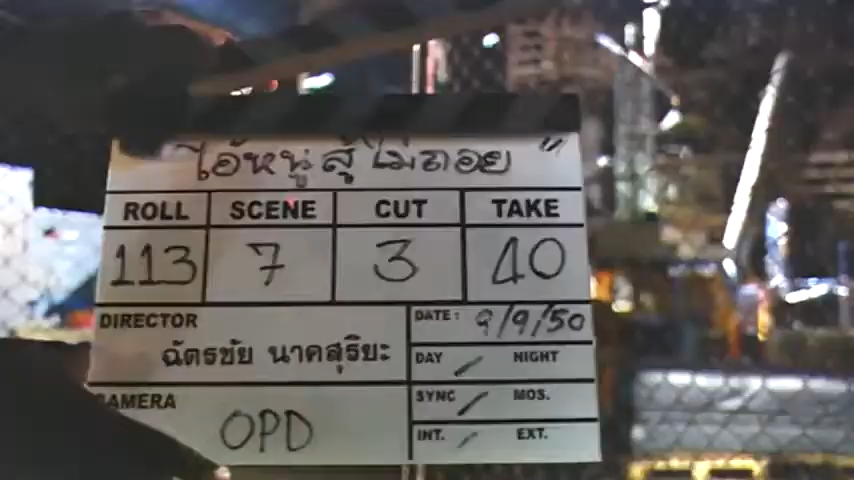 "ไอ้หนูสู้ไม่ถอย"
ROLL SCENE CUT TAKE
113 7 3 40
DIRECTOR
ฉัตรชัย นาคสุริยะ
DATE: 9/9/50
DAY / NIGHT
CAMERA
OPD
SYNC / MOS.
INT. / EXT.